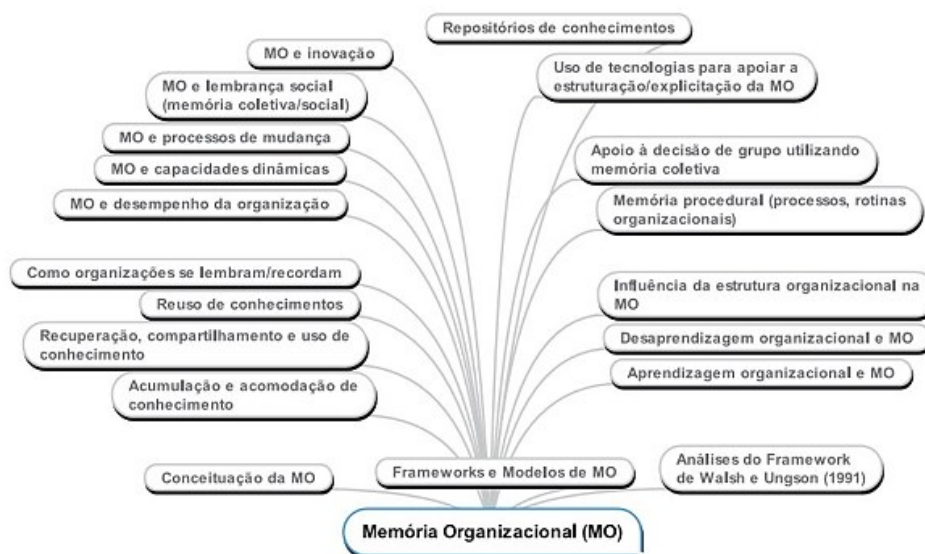 Repositórios de conhecimentos
MO e inovação
Uso de tecnologias para apoiar a
estruturação/explicitação da MO
MO e lembrança social
(memória coletiva/social)
MO e processos de mudança
MO e capacidades dinâmicas
MO e desempenho da organização
Apoio à decisão de grupo utilizando
memória coletiva
Memória procedural (processos, rotinas
organizacionais)
Como organizações se lembram/recordam
Reuso de conhecimentos
Recuperação, compartilhamento e uso de
conhecimento
Acumulação e acomodação de
conhecimento
Influência da estrutura organizacional na
MO
Desaprendizagem organizacional e MO
Aprendizagem organizacional e MO
Conceituação da MO
Frameworks e Modelos de MO
Análises do Framework
de Walsh e Ungson (1991)
Memória Organizacional (MO)